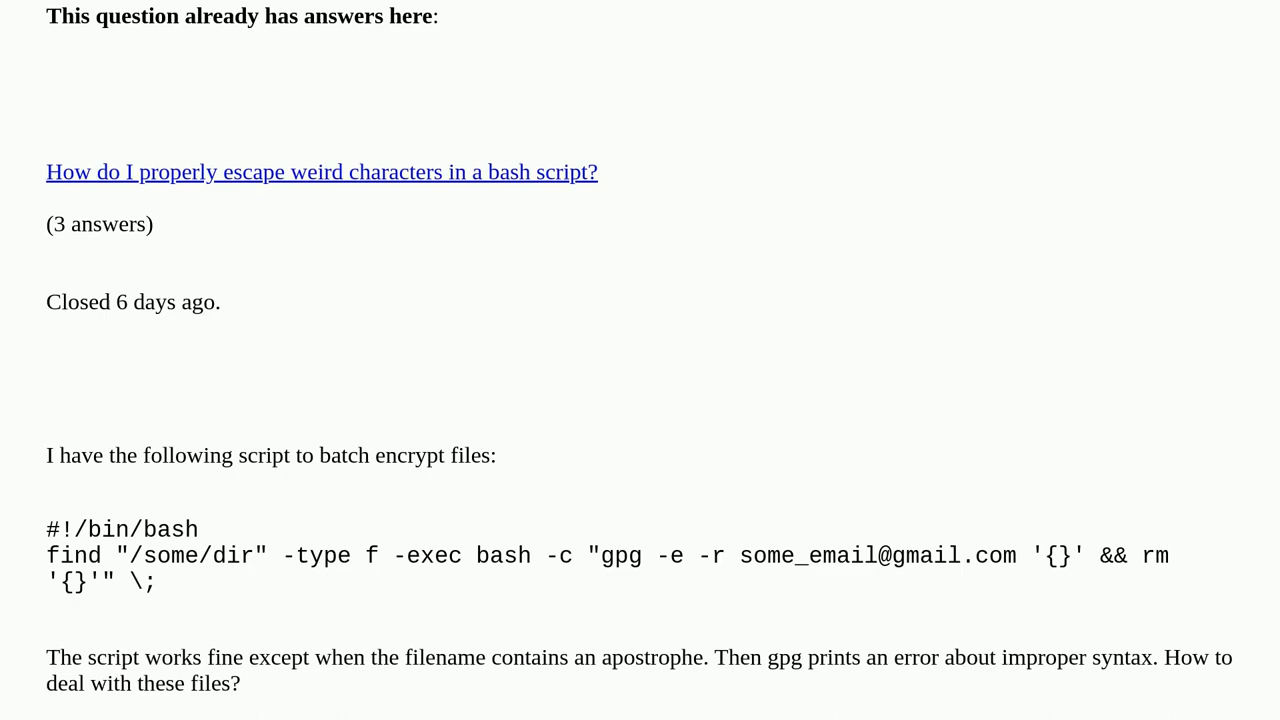 This question already has answers here:
How do I properly escape weird characters in a bash script?
(3 answers)
Closed 6 days ago.
I have the following script to batch encrypt files:
#!/bin/bash
find "/some/dir" -type f -exec bash -c "gpg -e -r some_email@gmail.com '{}' && rm
'{}'" \;
The script works fine except when the filename contains an apostrophe. Then gpg prints an error about improper syntax. How to
deal with these files?